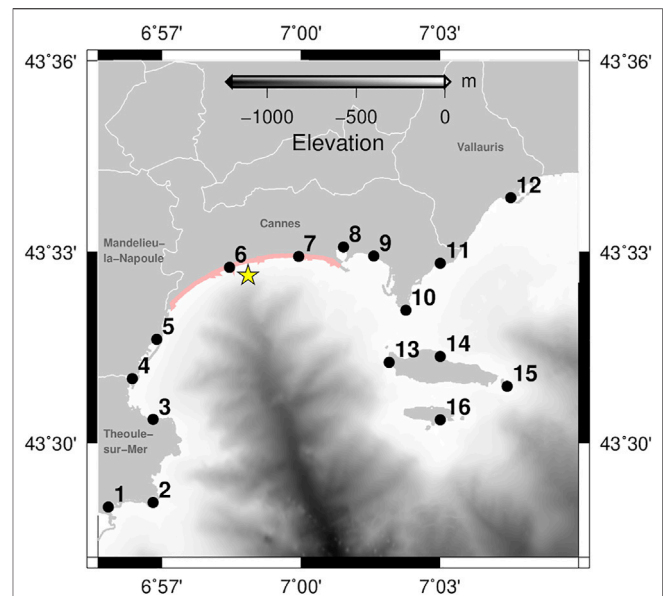 6˚57' 7˚00' 7˚03'
43˚36' 43˚36'
m
−1000 −500 0
Elevation
Vallauris
12
Cannes
Mandelieu−
la−Napoule
8
6 7 9 11
43˚33' 43˚33'
10
5
13 14
4 15
3 16
Theoule−
sur−Mer
43˚30' 43˚30'
1 2
6˚57' 7˚00' 7˚03'